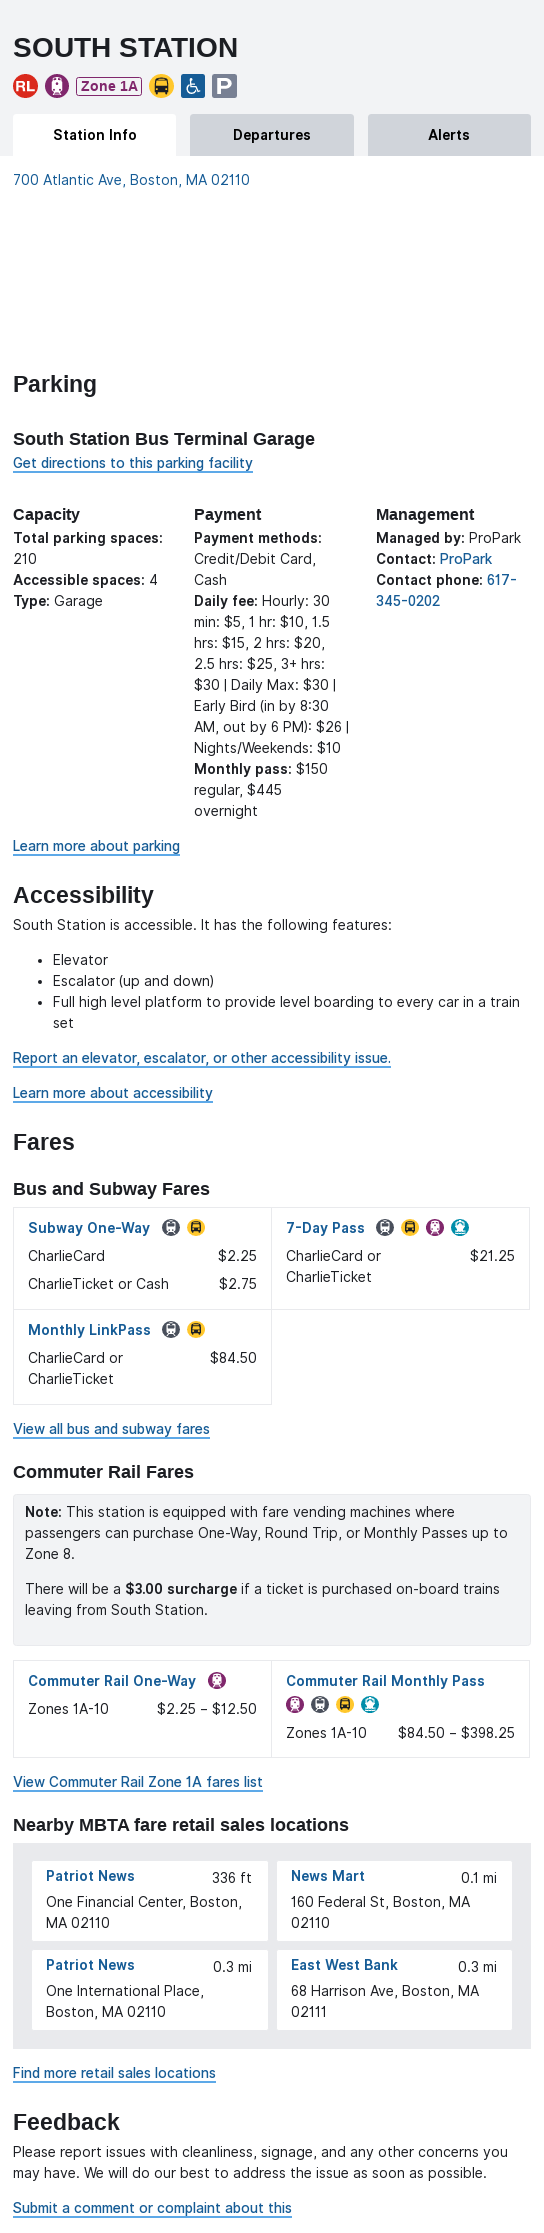 SOUTH STATION
RL Zone 1A P
Station Info Departures Alerts
700 Atlantic Ave, Boston, MA 02110
Parking
South Station Bus Terminal Garage
Get directions to this parking facility
Capacity
Total parking spaces:
210
Accessible spaces: 4
Type: Garage
Payment
Payment methods:
Credit/Debit Card,
Cash
Daily fee: Hourly: 30
min: $5, 1 hr: $10, 1.5
hrs: $15, 2 hrs: $20,
2.5 hrs: $25, 3+ hrs:
$30 | Daily Max: $30 |
Early Bird (in by 8:30
AM, out by 6 PM): $26 |
Nights/Weekends: $10
Monthly pass: $150
regular, $445
overnight
Management
Managed by: ProPark
Contact: ProPark
Contact phone: 617-
345-0202
Learn more about parking
Accessibility
South Station is accessible. It has the following features:
• Elevator
• Escalator (up and down)
• Full high level platform to provide level boarding to every car in a train
set
Report an elevator, escalator, or other accessibility issue.
Learn more about accessibility
Fares
Bus and Subway Fares
Subway One-Way
CharlieCard $2.25
CharlieTicket or Cash $2.75
7-Day Pass
CharlieCard or $21.25
CharlieTicket
Monthly LinkPass
CharlieCard or $84.50
CharlieTicket
View all bus and subway fares
Commuter Rail Fares
Note: This station is equipped with fare vending machines where
passengers can purchase One-Way, Round Trip, or Monthly Passes up to
Zone 8.
There will be a $3.00 surcharge if a ticket is purchased on-board trains
leaving from South Station.
Commuter Rail One-Way
Zones 1A-10 $2.25 – $12.50
Commuter Rail Monthly Pass
Zones 1A-10 $84.50 – $398.25
View Commuter Rail Zone 1A fares list
Nearby MBTA fare retail sales locations
Patriot News 336 ft
One Financial Center, Boston,
MA 02110
News Mart 0.1 mi
160 Federal St, Boston, MA
02110
Patriot News 0.3 mi
One International Place,
Boston, MA 02110
East West Bank 0.3 mi
68 Harrison Ave, Boston, MA
02111
Find more retail sales locations
Feedback
Please report issues with cleanliness, signage, and any other concerns you
may have. We will do our best to address the issue as soon as possible.
Submit a comment or complaint about this